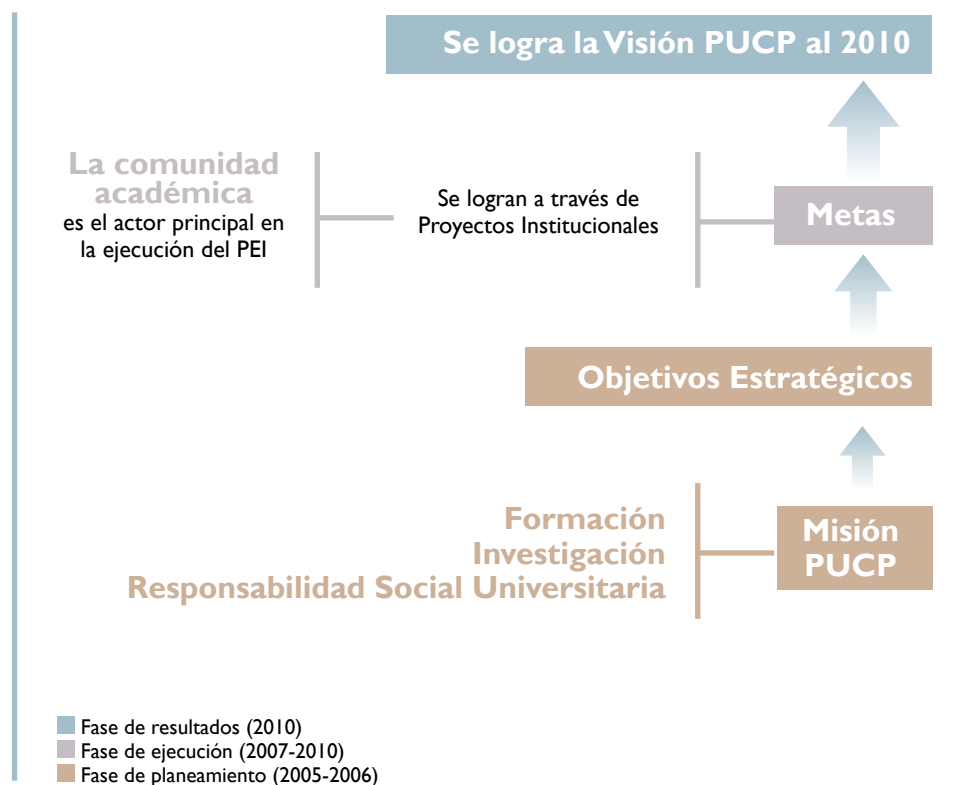 Se logra la Visión PUCP al 2010
La comunidad
académica
es el actor principal en
la ejecución del PEI
Se logran a través de
Proyectos Institucionales
Metas
Objetivos Estratégicos
Formación
Investigación
Responsabilidad Social Universitaria
Misión
PUCP
Fase de resultados (2010)
Fase de ejecución (2007-2010)
Fase de planeamiento (2005-2006)